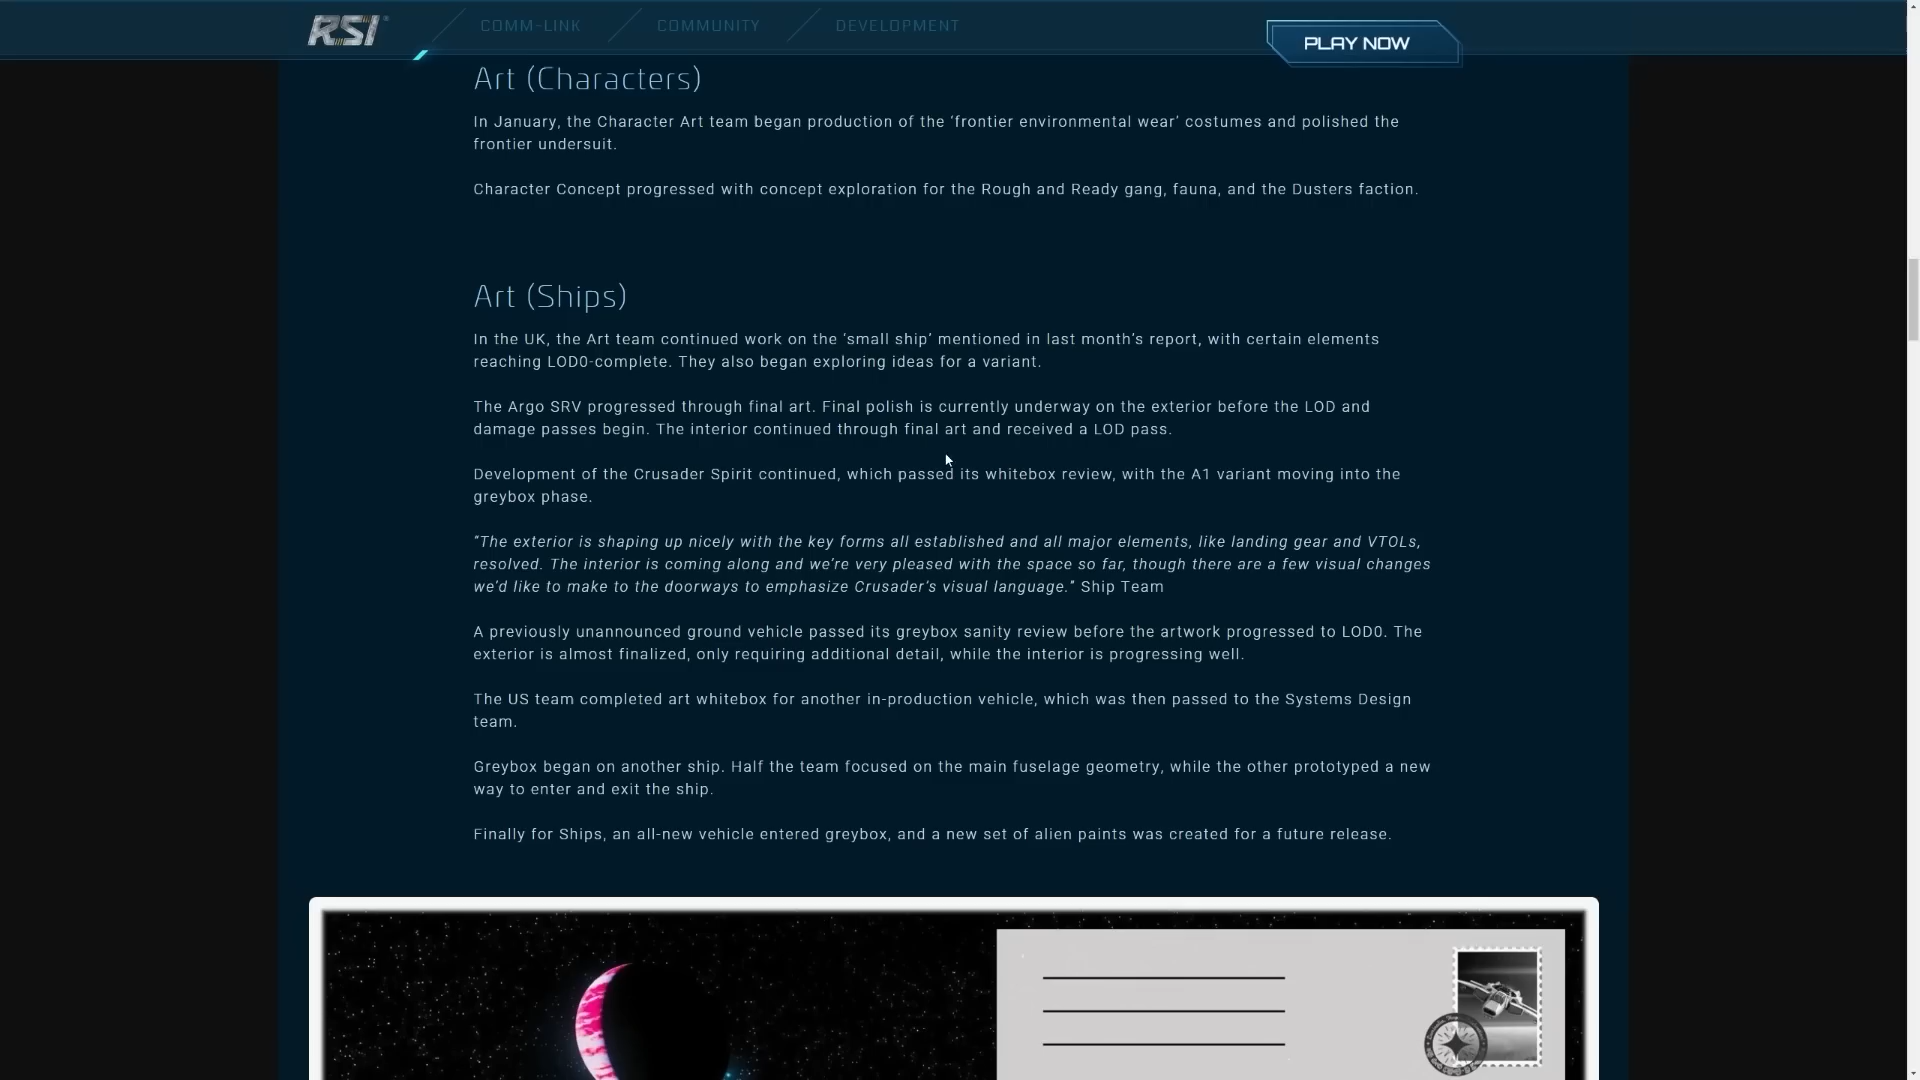 RSI
COMM-LINK
COMMUNITY
DEVELOPMENT
PLAY NOW
Art (Characters)
In January, the Character Art team began production of the ‘frontier environmental wear’ costumes and polished the
frontier undersuit.
Character Concept progressed with concept exploration for the Rough and Ready gang, fauna, and the Dusters faction.
Art (Ships)
In the UK, the Art team continued work on the ‘small ship’ mentioned in last month’s report, with certain elements
reaching LOD0-complete. They also began exploring ideas for a variant.
The Argo SRV progressed through final art. Final polish is currently underway on the exterior before the LOD and
damage passes begin. The interior continued through final art and received a LOD pass.
Development of the Crusader Spirit continued, which passed its whitebox review, with the A1 variant moving into the
greybox phase.
“The exterior is shaping up nicely with the key forms all established and all major elements, like landing gear and VTOLs,
resolved. The interior is coming along and we’re very pleased with the space so far, though there are a few visual changes
we’d like to make to the doorways to emphasize Crusader’s visual language.” Ship Team
A previously unannounced ground vehicle passed its greybox sanity review before the artwork progressed to LOD0. The
exterior is almost finalized, only requiring additional detail, while the interior is progressing well.
The US team completed art whitebox for another in-production vehicle, which was then passed to the Systems Design
team.
Greybox began on another ship. Half the team focused on the main fuselage geometry, while the other prototyped a new
way to enter and exit the ship.
Finally for Ships, an all-new vehicle entered greybox, and a new set of alien paints was created for a future release.